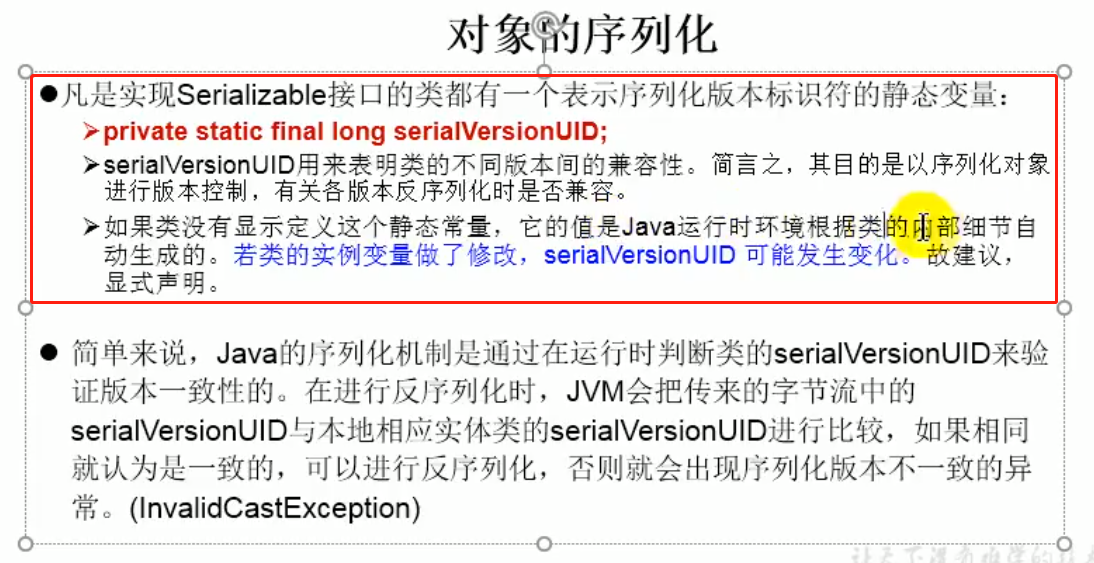 对象的序列化
●凡是实现Serializable接口的类都有一个表示序列化版本标识符的静态变量：
➢private static final long serialVersionUID;
➢serialVersionUID用来表明类的不同版本间的兼容性。简言之，其目的是以序列化对象
进行版本控制，有关各版本反序列化时是否兼容。
➢如果类没有显示定义这个静态常量，它的值是Java运行时环境根据类的内部细节自
动生成的。若类的实例变量做了修改，serialVersionUID 可能发生变化。故建议，
显式声明。
● 简单来说，Java的序列化机制是通过在运行时判断类的serialVersionUID来验
证版本一致性的。在进行反序列化时，JVM会把传来的字节流中的
serialVersionUID与本地相应实体类的serialVersionUID进行比较，如果相同
就认为是一致的，可以进行反序列化，否则就会出现序列化版本不一致的异
常。(InvalidCastException)